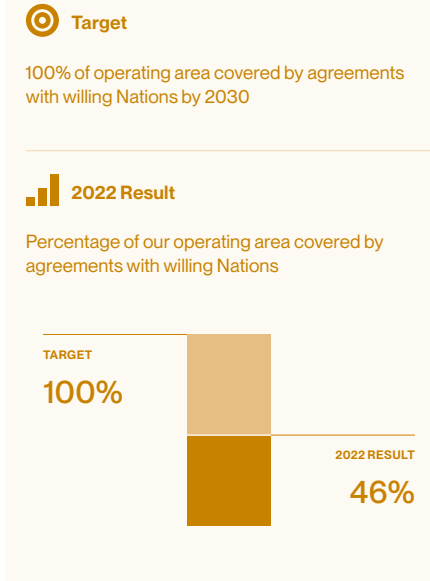 Target
100% of operating area covered by agreements
with willing Nations by 2030
2022 Result
Percentage of our operating area covered by
agreements with willing Nations
TARGET
100%
2022 RESULT
46%